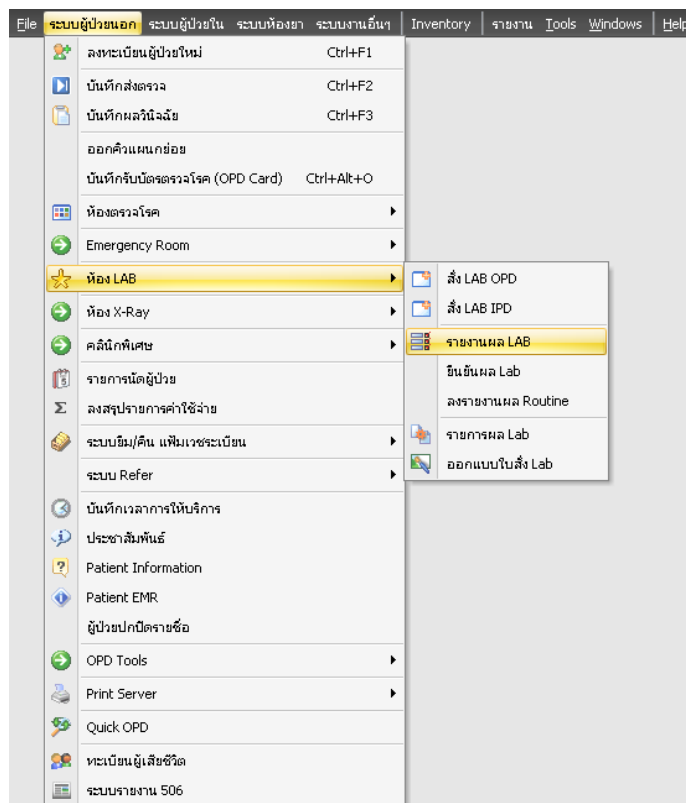 File ระบบผู้ป่วยนอก ระบบผู้ป่วยใน ระบบห้องยา ระบบงานอื่นๆ Inventory รายงาน Tools Windows Help
ลงทะเบียนผู้ป่วยใหม่ Ctrl+F1
บันทึกส่งตรวจ Ctrl+F2
บันทึกผลวินิจฉัย Ctrl+F3
ออกคิวแผนกย่อย
บันทึกรับบัตรตรวจโรค (OPD Card) Ctrl+Alt+O
ห้องตรวจโรค
Emergency Room
ห้อง LAB
ห้อง X-Ray
คลินิกพิเศษ
รายการนัดผู้ป่วย
ลงสรุปรายการค่าใช้จ่าย
ระบบยืม/คืน แฟ้มเวชระเบียน
ระบบ Refer
บันทึกเวลาการให้บริการ
ประชาสัมพันธ์
Patient Information
Patient EMR
ผู้ป่วยปกปิดรายชื่อ
OPD Tools
Print Server
Quick OPD
ทะเบียนผู้เสียชีวิต
ระบบรายงาน 506
สั่ง LAB OPD
สั่ง LAB IPD
รายงานผล LAB
ยืนยันผล Lab
ลงรายงานผล Routine
รายการผล Lab
ออกแบบใบสั่ง Lab